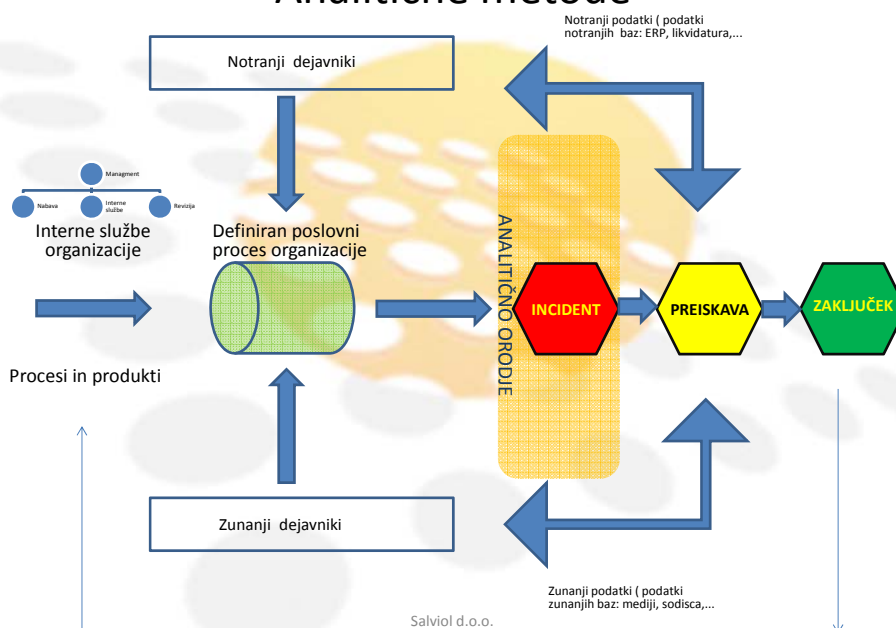 Analitične metode
Notranji podatki ( podatki
notranjih baz: ERP, likvidatura,...
Notranji dejavniki
Managment
Nabava
Interne
službe
Revizija
Interne službe
organizacije
Definiran poslovni
proces organizacije
ANALITIČNO ORODJE
INCIDENT
PREISKAVA
ZAKLJUČEK
Procesi in produkti
Zunanji dejavniki
Zunanji podatki ( podatki
zunanjih baz: mediji, sodisca,...
Salviol d.o.o.